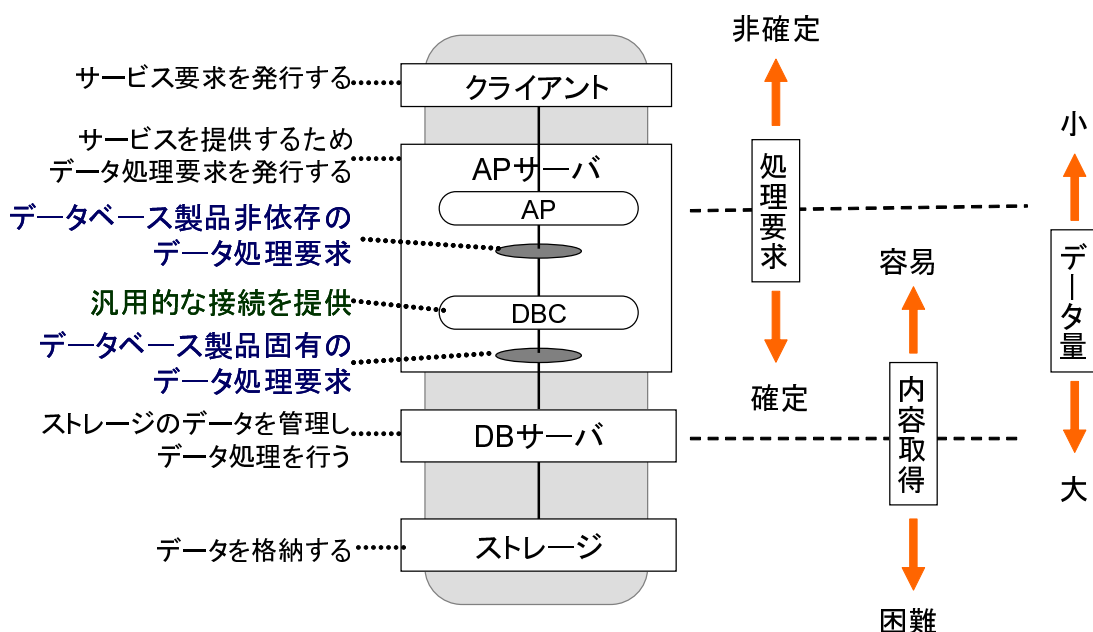 サービス要求を発行する
クライアント
サービスを提供するため
データ処理要求を発行する
APサーバ
AP
データベース製品非依存の
データ処理要求
汎用的な接続を提供
DBC
データベース製品固有の
データ処理要求
ストレージのデータを管理し
データ処理を行う
DBサーバ
データを格納する
ストレージ
非確定
処理要求
確定
容易
内容取得
困難
小
データ量
大